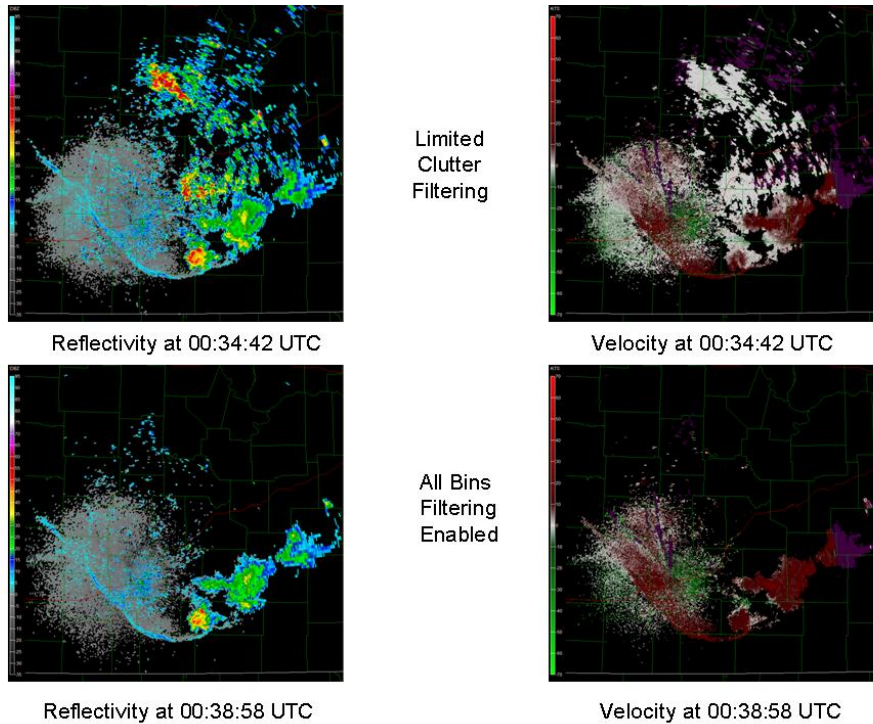 Limited
Clutter
Filtering
Reflectivity at 00:34:42 UTC
Velocity at 00:34:42 UTC
All Bins
Filtering
Enabled
Reflectivity at 00:38:58 UTC
Velocity at 00:38:58 UTC